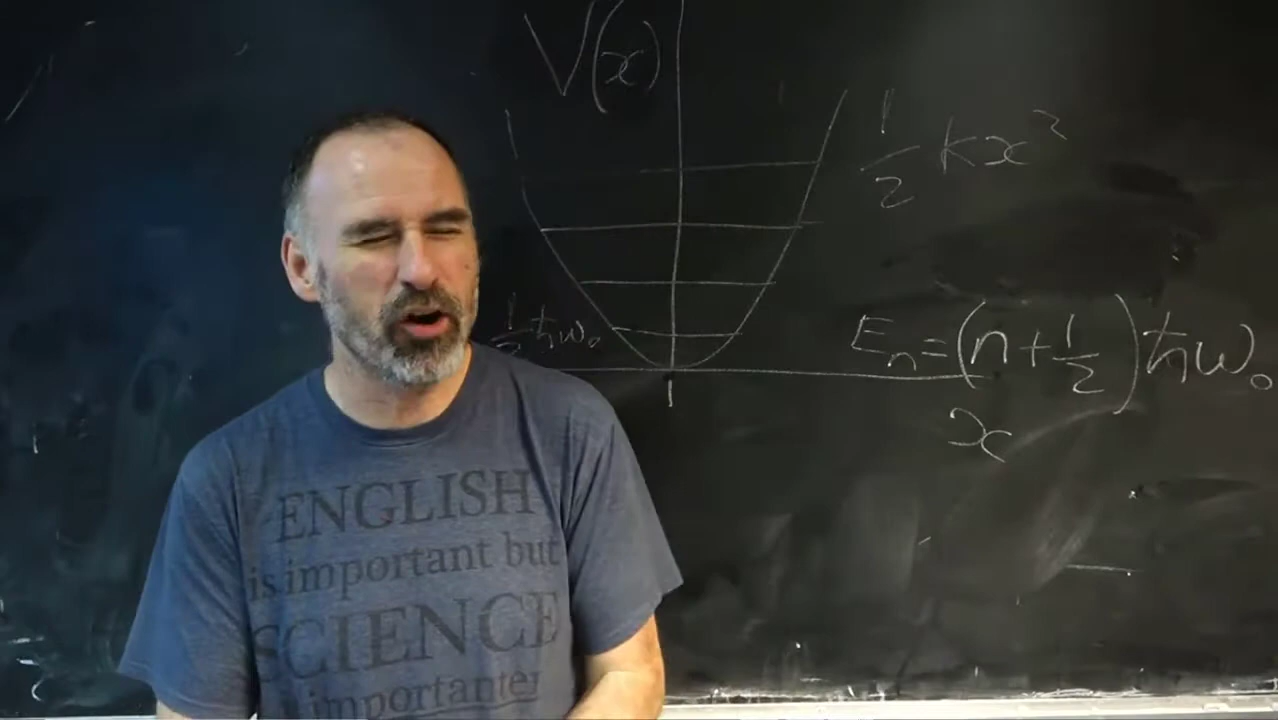 V(x)
½kx²
½ħω₀
Eₙ=(n+½)ħω₀
x
ENGLISH
is important but
SCIENCE
importanter